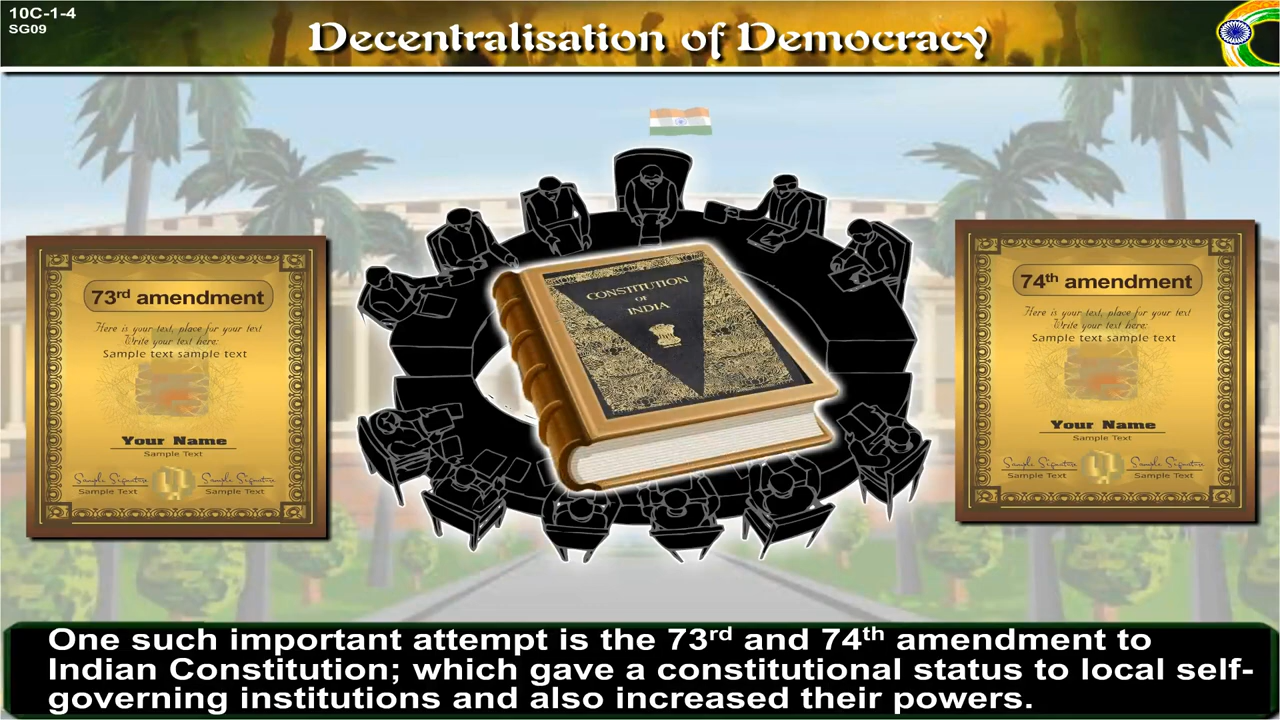 10C-1-4
SG09
Decentralisation of Democracy
73rd amendment
Here is your text, place for your text
Write your text here:
Sample text sample text
Your Name
Sample Text
Sample Signature Sample Signature
Sample Text Sample Text
CONSTITUTION
OF
INDIA
74th amendment
Here is your text, place for your text
Write your text here:
Sample text sample text
Your Name
Sample Text
Sample Signature Sample Signature
Sample Text Sample Text
One such important attempt is the 73rd and 74th amendment to
Indian Constitution; which gave a constitutional status to local self-
governing institutions and also increased their powers.